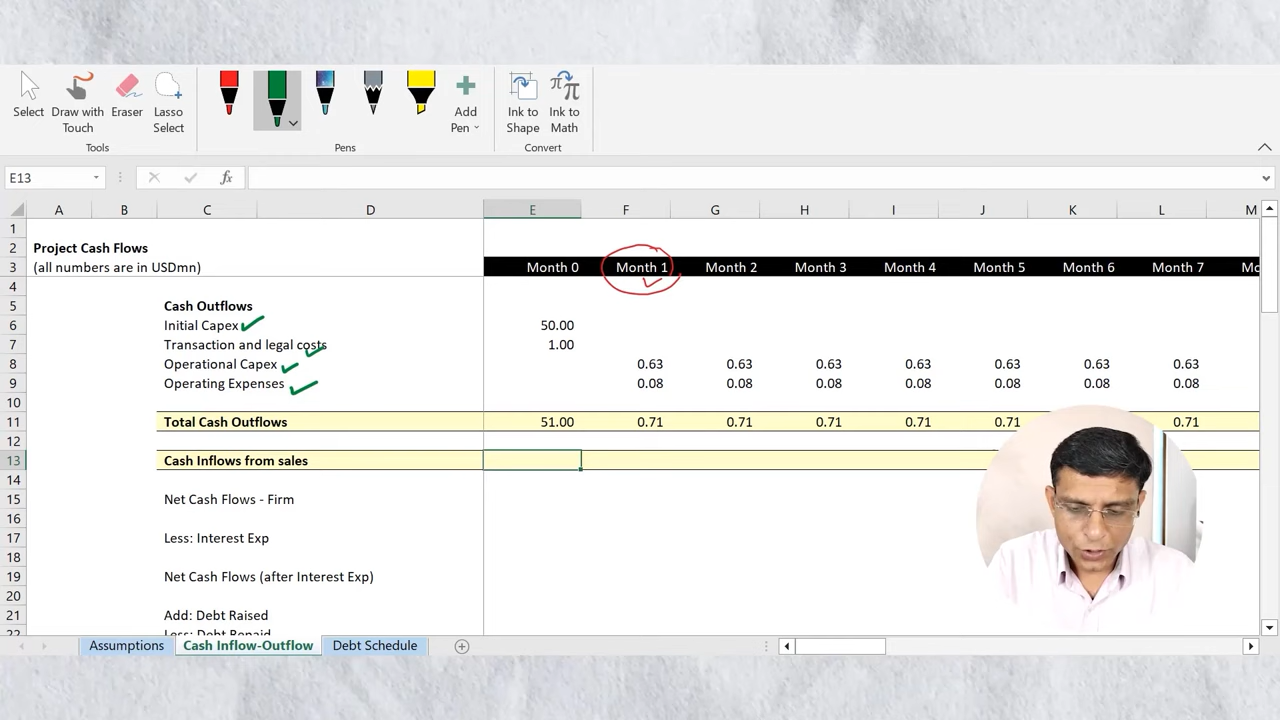 Select
Draw with Touch
Eraser
Lasso Select
Add Pen
Ink to Shape
Ink to Math
Tools
Pens
Convert
E13
fx
A B C D E F G H I J K L M
1
2 Project Cash Flows
3 (all numbers are in USDmn) Month 0 Month 1 Month 2 Month 3 Month 4 Month 5 Month 6 Month 7 Mo
4
5 Cash Outflows
6 Initial Capex 50.00
7 Transaction and legal costs 1.00
8 Operational Capex 0.63 0.63 0.63 0.63 0.63 0.63 0.63
9 Operating Expenses 0.08 0.08 0.08 0.08 0.08 0.08 0.08
10
11 Total Cash Outflows 51.00 0.71 0.71 0.71 0.71 0.71 0.71
12
13 Cash Inflows from sales
14
15 Net Cash Flows - Firm
16
17 Less: Interest Exp
18
19 Net Cash Flows (after Interest Exp)
20
21 Add: Debt Raised
22 Less: Debt Repaid
Assumptions Cash Inflow-Outflow Debt Schedule